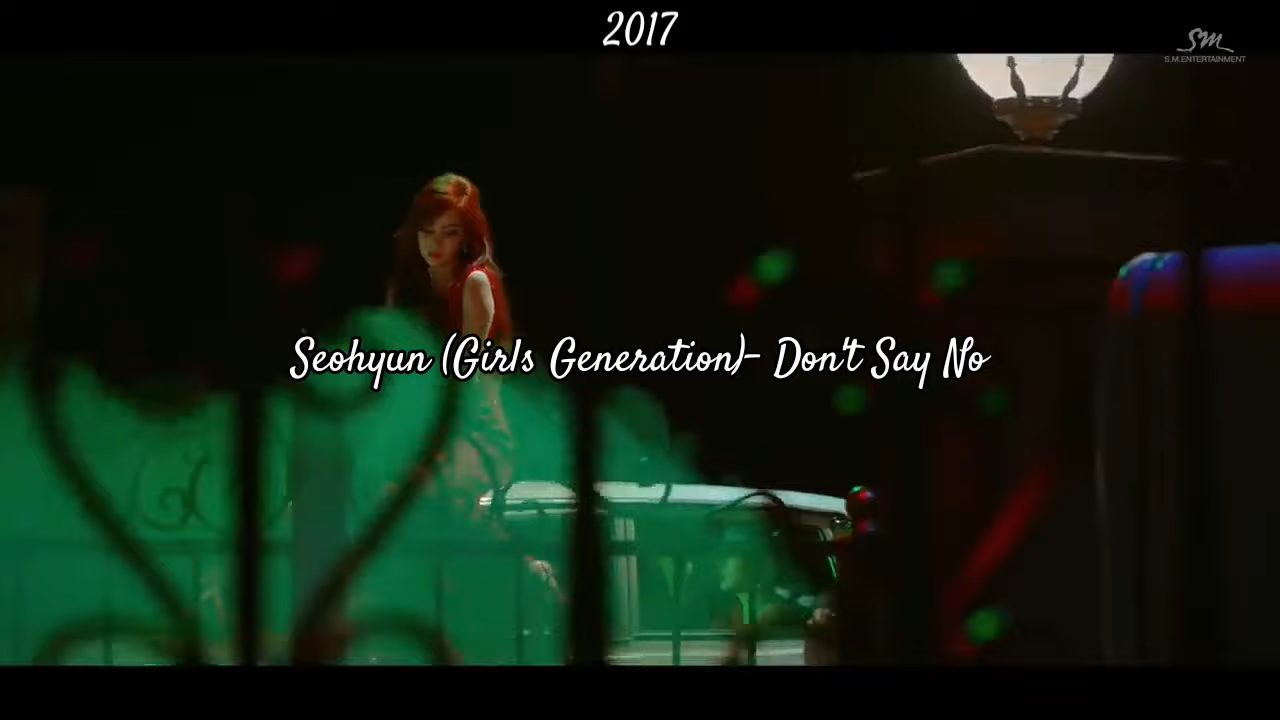 2017
SM
S.M.ENTERTAINMENT
Seohyun (Girls Generation)- Don't Say No